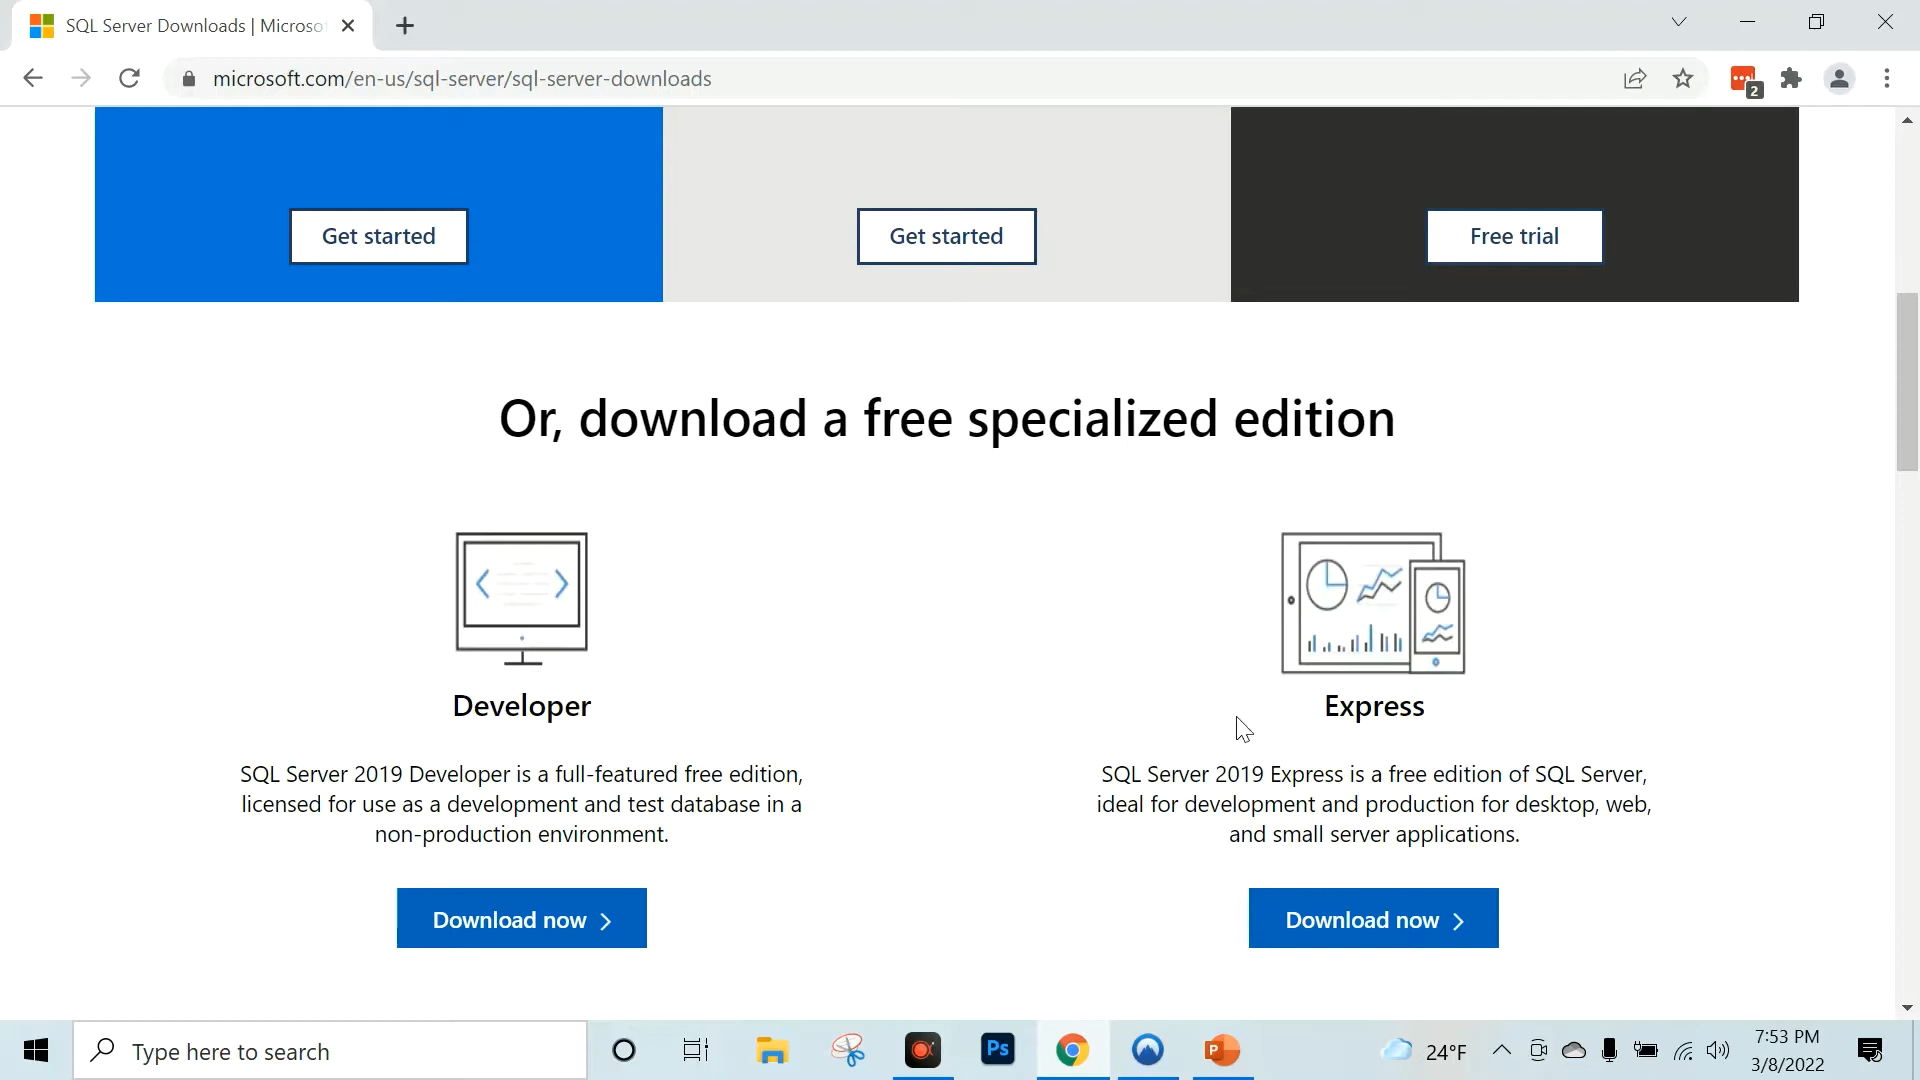 SQL Server Downloads | Microso
microsoft.com/en-us/sql-server/sql-server-downloads
2
Get started
Get started
Free trial
Or, download a free specialized edition
Developer
Express
SQL Server 2019 Developer is a full-featured free edition,
licensed for use as a development and test database in a
non-production environment.
SQL Server 2019 Express is a free edition of SQL Server,
ideal for development and production for desktop, web,
and small server applications.
Download now
Download now
Type here to search
Ps
P
24°F
7:53 PM
3/8/2022